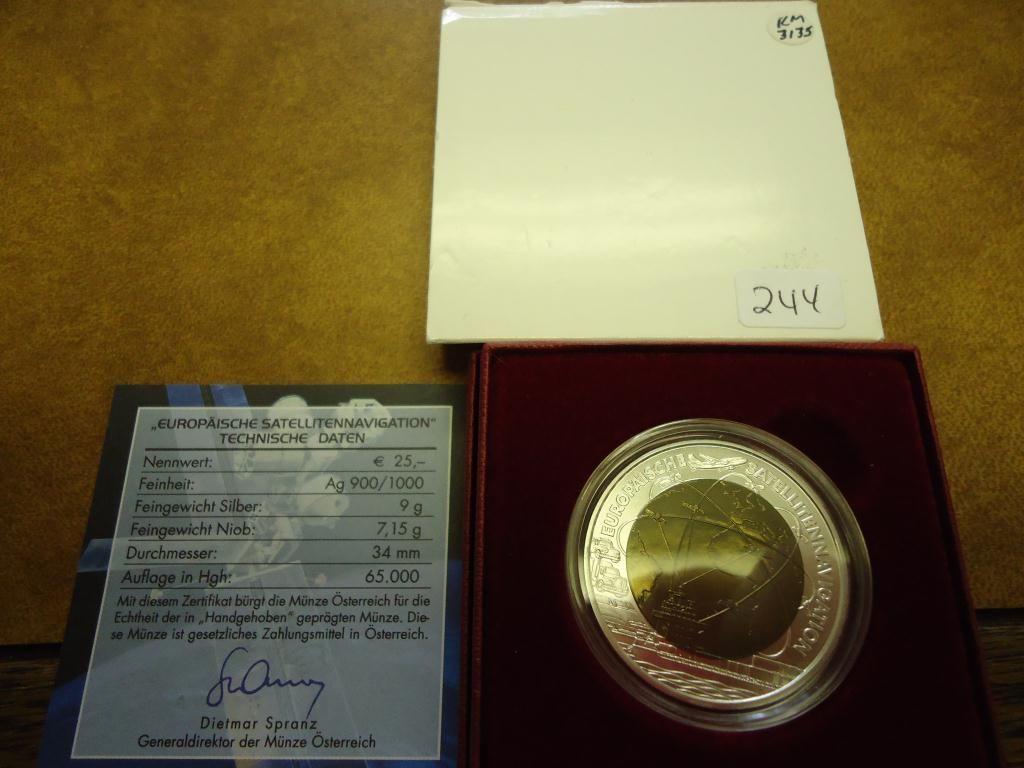 KM
3135
244
„EUROPÄISCHE SATELLITENNAVIGATION"
TECHNISCHE DATEN
Nennwert: € 25,–
Feinheit: Ag 900/1000
Feingewicht Silber: 9 g
Feingewicht Niob: 7,15 g
Durchmesser: 34 mm
Auflage in Hgh: 65.000
Mit diesem Zertifikat bürgt die Münze Österreich für die
Echtheit der in „Handgehoben" geprägten Münze. Die-
se Münze ist gesetzliches Zahlungsmittel in Österreich.
Dietmar Spranz
Generaldirektor der Münze Österreich
EUROPÄISCHE SATELLITENNAVIGATION